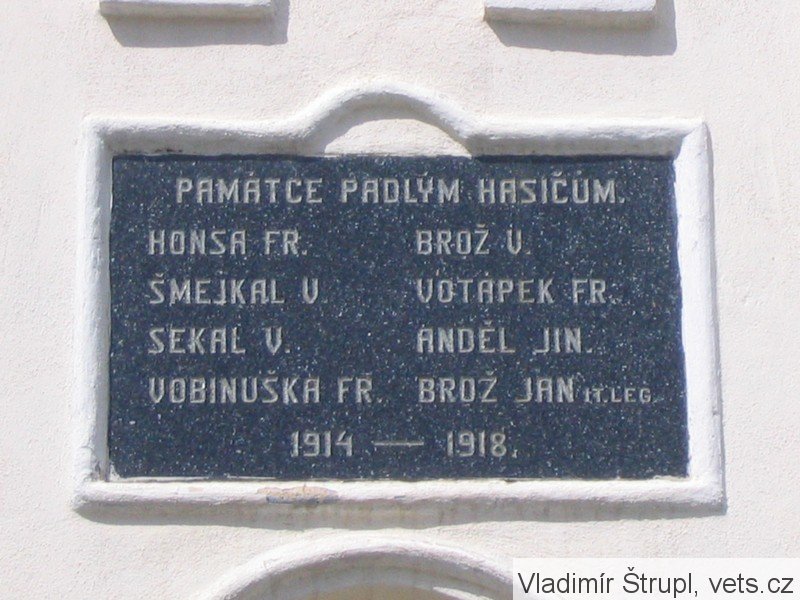 PAMÁTCE PADLÝM HASIČŮM.
HONSA FR. BROŽ V.
ŠMEJKAL V. VOTÁPEK FR.
SEKAL V. ANDĚL JIN.
VOBINUŠKA FR. BROŽ JAN IT. LEG.
1914 — 1918.
Vladimír Štrupl, vets.cz